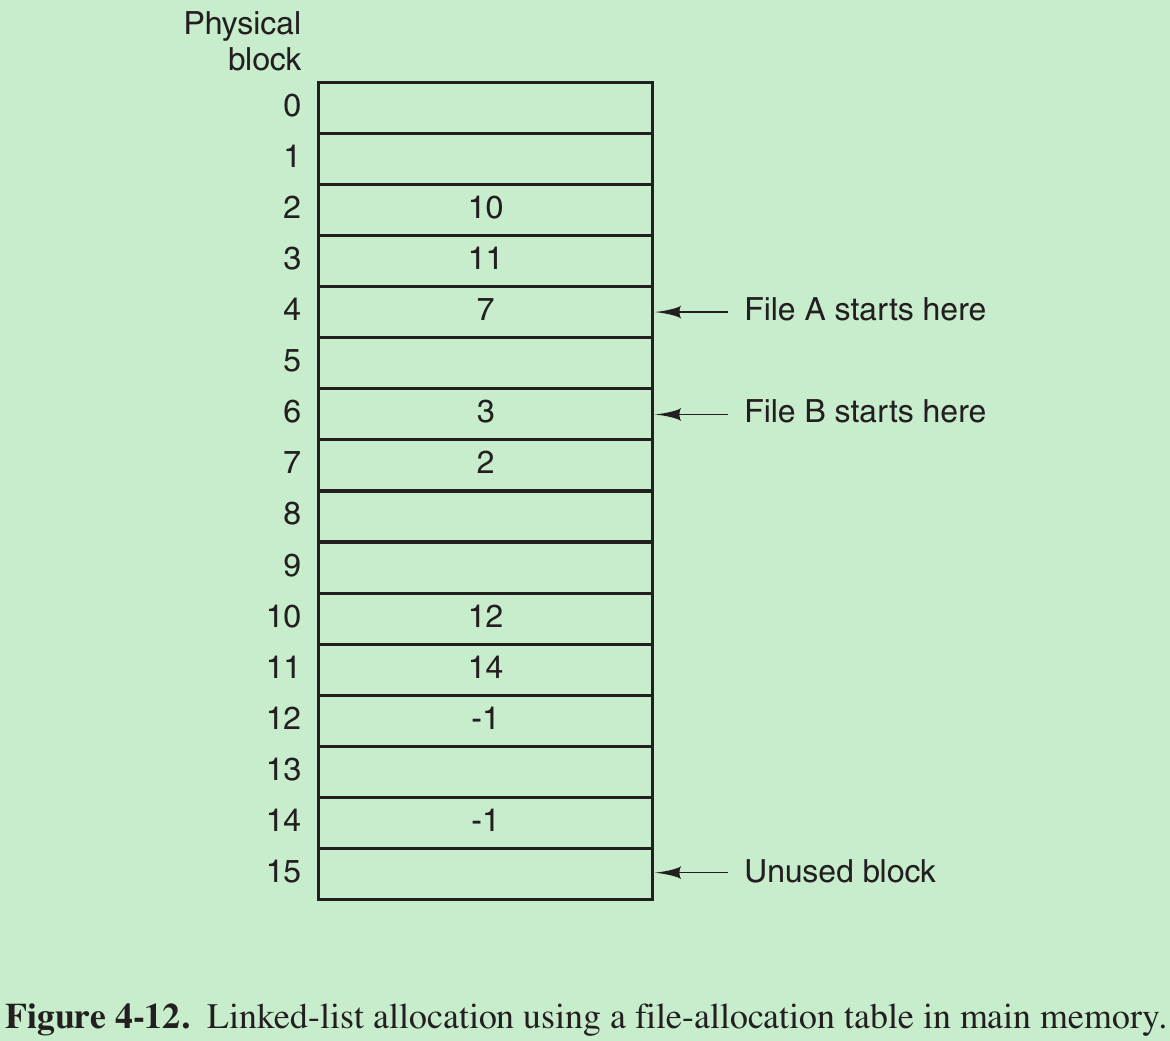 Physical
block
0
1
2 10
3 11
4 7 File A starts here
5
6 3 File B starts here
7 2
8
9
10 12
11 14
12 -1
13
14 -1
15 Unused block
Figure 4-12. Linked-list allocation using a file-allocation table in main memory.